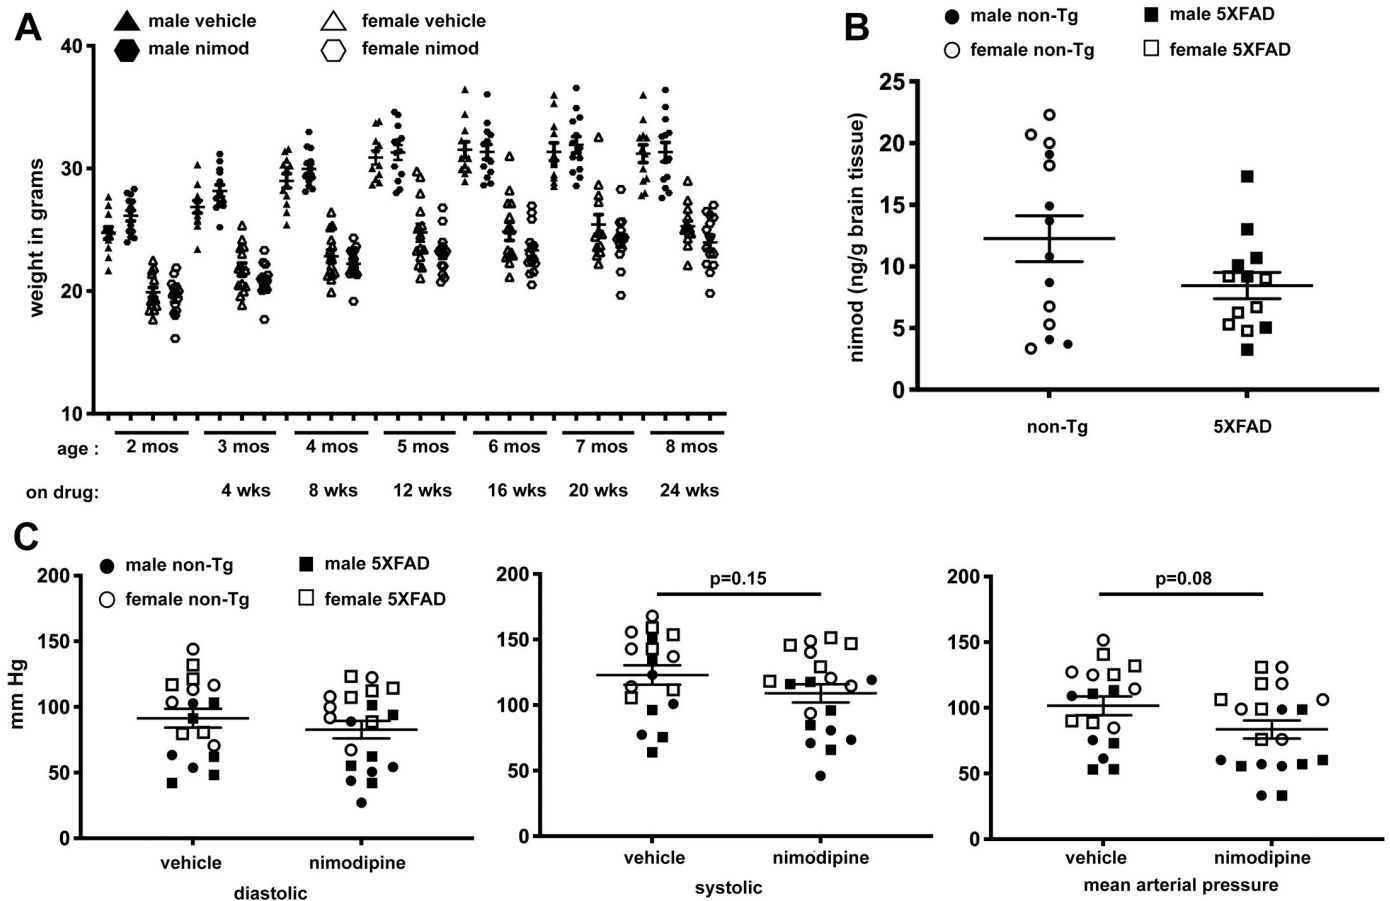 A
male vehicle
female vehicle
male nimod
female nimod
weight in grams
40
30
20
10
age :
2 mos
3 mos
4 mos
5 mos
6 mos
7 mos
8 mos
on drug:
4 wks
8 wks
12 wks
16 wks
20 wks
24 wks
B
male non-Tg
male 5XFAD
female non-Tg
female 5XFAD
nimod (ng/g brain tissue)
25
20
15
10
5
0
non-Tg
5XFAD
C
male non-Tg
male 5XFAD
female non-Tg
female 5XFAD
mm Hg
200
150
100
50
0
vehicle
nimodipine
diastolic
200
150
100
50
0
p=0.15
vehicle
nimodipine
systolic
200
150
100
50
0
p=0.08
vehicle
nimodipine
mean arterial pressure